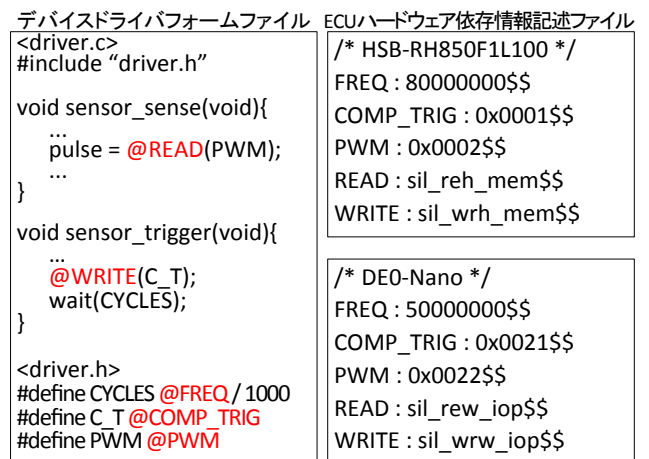 デバイスドライバフォームファイル
<driver.c>
#include “driver.h”
void sensor_sense(void){
...
pulse = @READ(PWM);
...
}
void sensor_trigger(void){
...
@WRITE(C_T);
wait(CYCLES);
}
<driver.h>
#define CYCLES @FREQ / 1000
#define C_T @COMP_TRIG
#define PWM @PWM
ECUハードウェア依存情報記述ファイル
/* HSB-RH850F1L100 */
FREQ : 80000000$$
COMP_TRIG : 0x0001$$
PWM : 0x0002$$
READ : sil_reh_mem$$
WRITE : sil_wrh_mem$$
/* DE0-Nano */
FREQ : 50000000$$
COMP_TRIG : 0x0021$$
PWM : 0x0022$$
READ : sil_rew_iop$$
WRITE : sil_wrw_iop$$